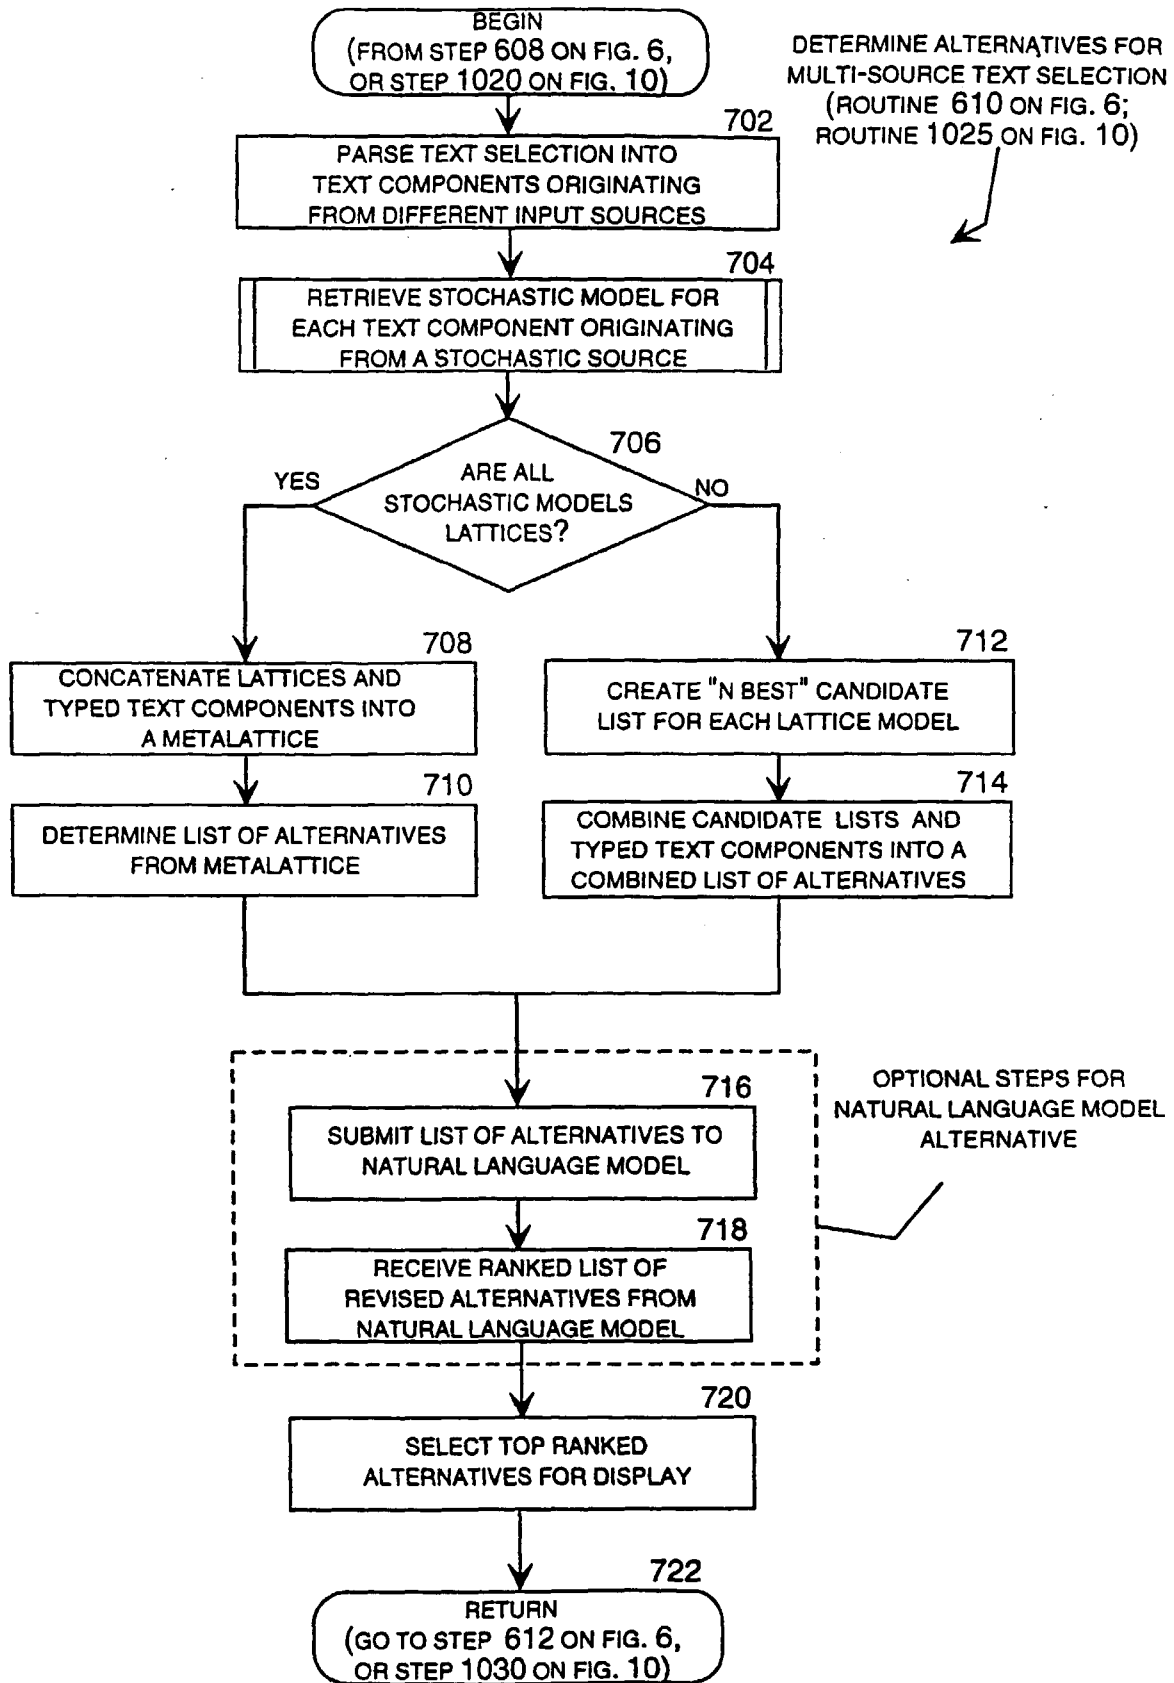 BEGIN
(FROM STEP 608 ON FIG. 6,
OR STEP 1020 ON FIG. 10)
DETERMINE ALTERNATIVES FOR
MULTI-SOURCE TEXT SELECTION
(ROUTINE 610 ON FIG. 6;
ROUTINE 1025 ON FIG. 10)
702
PARSE TEXT SELECTION INTO
TEXT COMPONENTS ORIGINATING
FROM DIFFERENT INPUT SOURCES
704
RETRIEVE STOCHASTIC MODEL FOR
EACH TEXT COMPONENT ORIGINATING
FROM A STOCHASTIC SOURCE
706
YES
ARE ALL
STOCHASTIC MODELS
LATTICES?
NO
708
CONCATENATE LATTICES AND
TYPED TEXT COMPONENTS INTO
A METALATTICE
712
CREATE "N BEST" CANDIDATE
LIST FOR EACH LATTICE MODEL
710
DETERMINE LIST OF ALTERNATIVES
FROM METALATTICE
714
COMBINE CANDIDATE LISTS AND
TYPED TEXT COMPONENTS INTO A
COMBINED LIST OF ALTERNATIVES
OPTIONAL STEPS FOR
NATURAL LANGUAGE MODEL
ALTERNATIVE
716
SUBMIT LIST OF ALTERNATIVES TO
NATURAL LANGUAGE MODEL
718
RECEIVE RANKED LIST OF
REVISED ALTERNATIVES FROM
NATURAL LANGUAGE MODEL
720
SELECT TOP RANKED
ALTERNATIVES FOR DISPLAY
722
RETURN
(GO TO STEP 612 ON FIG. 6,
OR STEP 1030 ON FIG. 10)